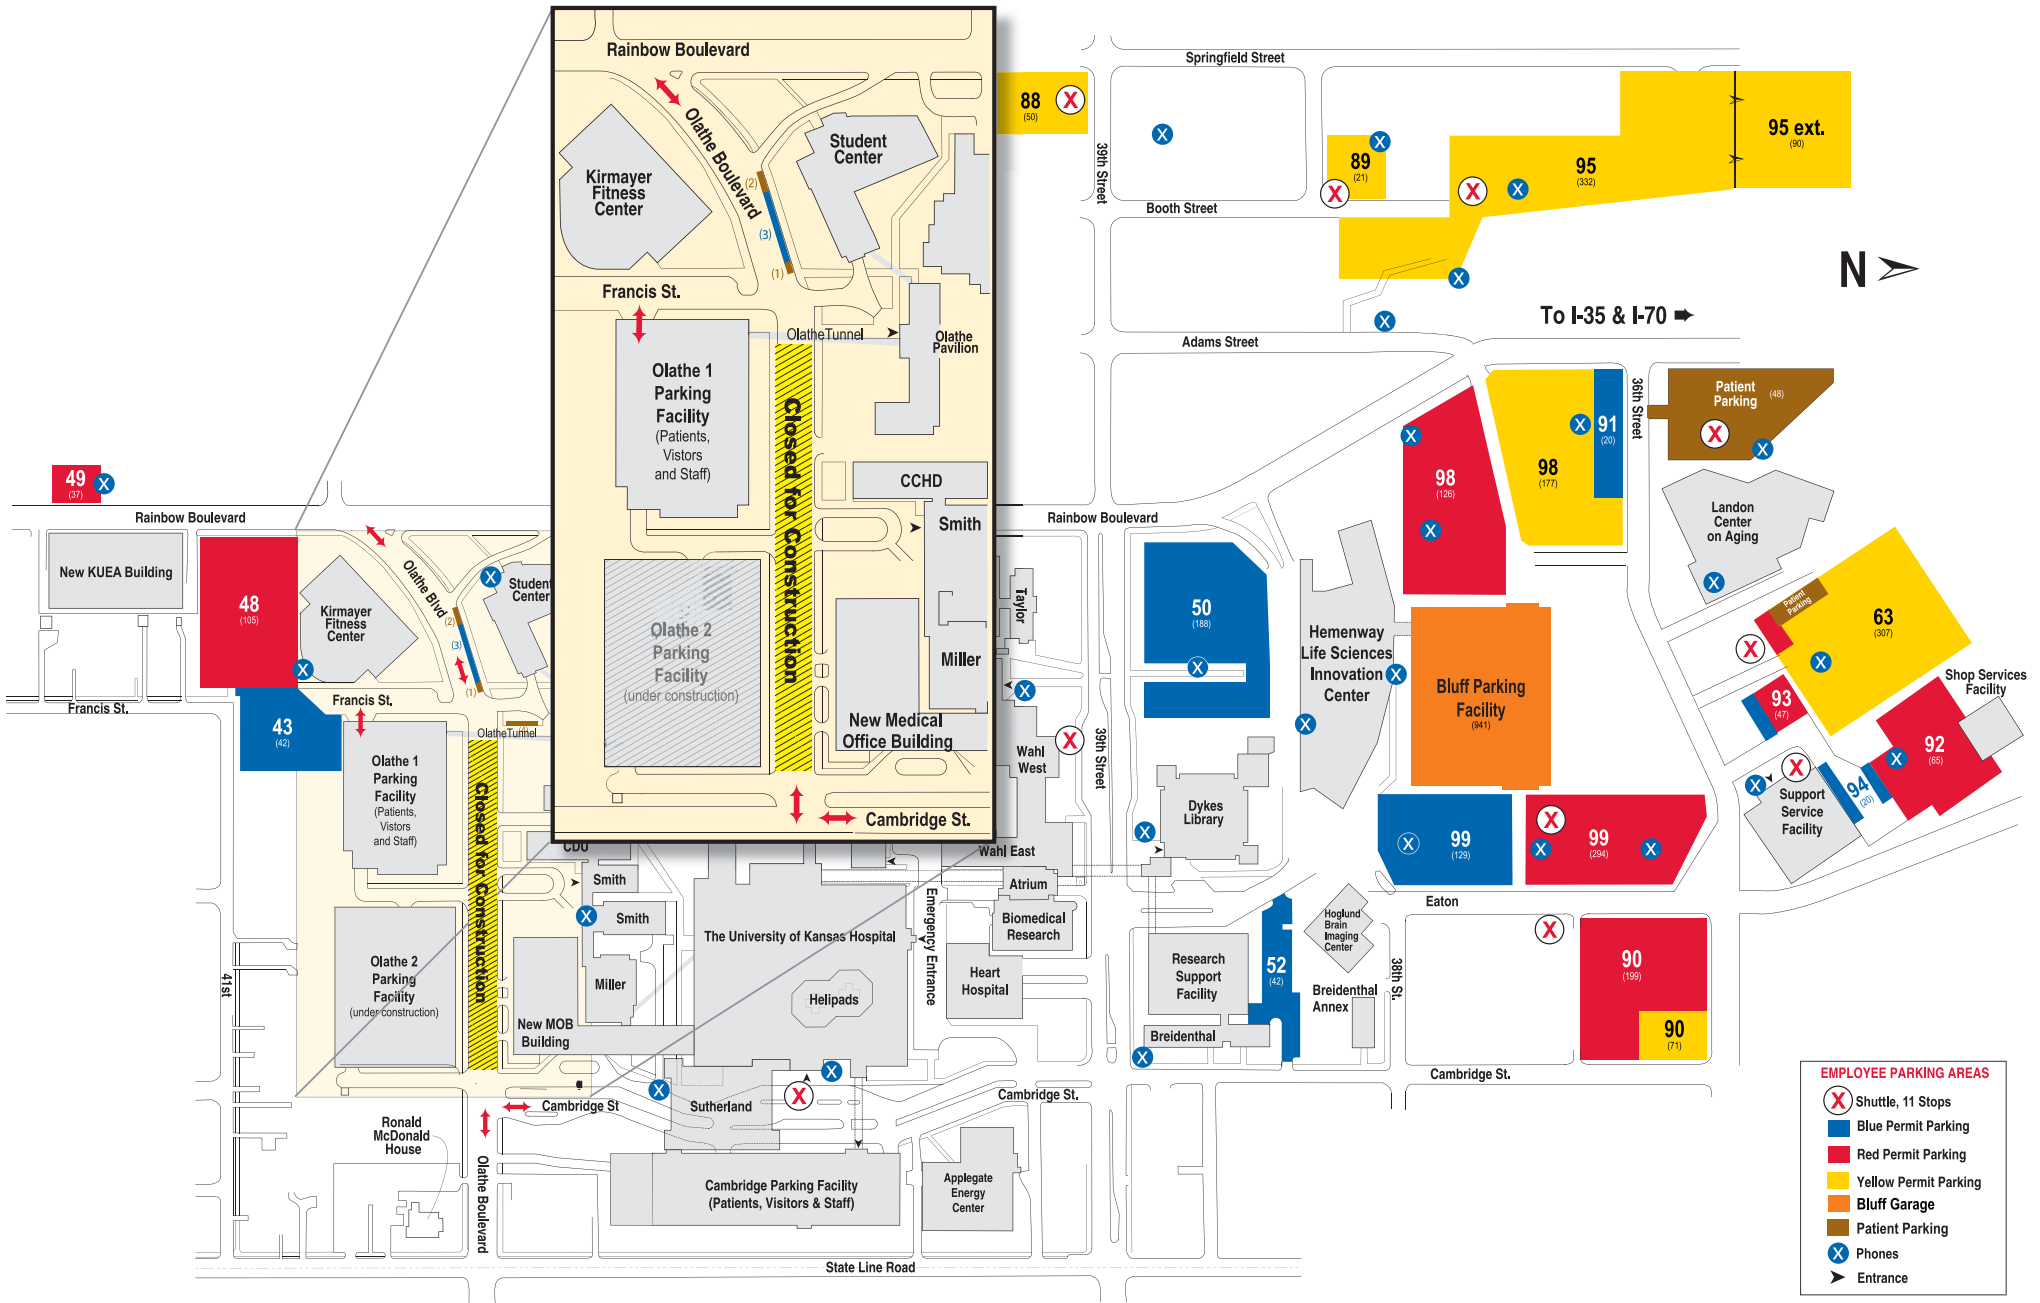 Rainbow Boulevard
Olathe Boulevard
Kirmayer
Fitness
Center
Student
Center
(2)
(3)
(1)
Francis St.
OlatheTunnel
Olathe
Pavilion
Olathe 1
Parking
Facility
(Patients,
Vistors
and Staff)
Closed for Construction
CCHD
Smith
Miller
Olathe 2
Parking
Facility
(under construction)
New Medical
Office Building
Cambridge St.
88
(50)
39th Street
Springfield Street
89
(21)
95
(332)
95 ext.
(90)
Booth Street
N
To I-35 & I-70
Adams Street
36th Street
Patient
Parking
(48)
98
(126)
98
(177)
91
(20)
Landon
Center
on Aging
49
(37)
Rainbow Boulevard
Rainbow Boulevard
New KUEA Building
48
(105)
Kirmayer
Fitness
Center
Olathe Blvd
(2)
(3)
(1)
Student
Center
Taylor
50
(188)
Hemenway
Life Sciences
Innovation
Center
Bluff Parking
Facility
(941)
Patient
Parking
63
(307)
Shop Services
Facility
93
(47)
92
(65)
94
(20)
Support
Service
Facility
Francis St.
43
(42)
Francis St.
OlatheTunnel
Olathe 1
Parking
Facility
(Patients,
Vistors
and Staff)
Closed for Construction
Wahl
West
39th Street
Dykes
Library
99
(129)
99
(294)
CDU
Smith
Smith
Miller
Wahl East
Atrium
Biomedical
Research
Emergency Entrance
The University of Kansas Hospital
Helipads
Heart
Hospital
Eaton
Hoglund
Brain
Imaging
Center
41st
Olathe 2
Parking
Facility
(under construction)
New MOB
Building
Research
Support
Facility
52
(42)
Breidenthal
Breidenthal
Annex
38th St.
90
(199)
90
(71)
Cambridge St
Sutherland
Cambridge St.
Cambridge St.
Ronald
McDonald
House
Olathe Boulevard
Cambridge Parking Facility
(Patients, Visitors & Staff)
Applegate
Energy
Center
State Line Road
EMPLOYEE PARKING AREAS
X Shuttle, 11 Stops
Blue Permit Parking
Red Permit Parking
Yellow Permit Parking
Bluff Garage
Patient Parking
X Phones
Entrance